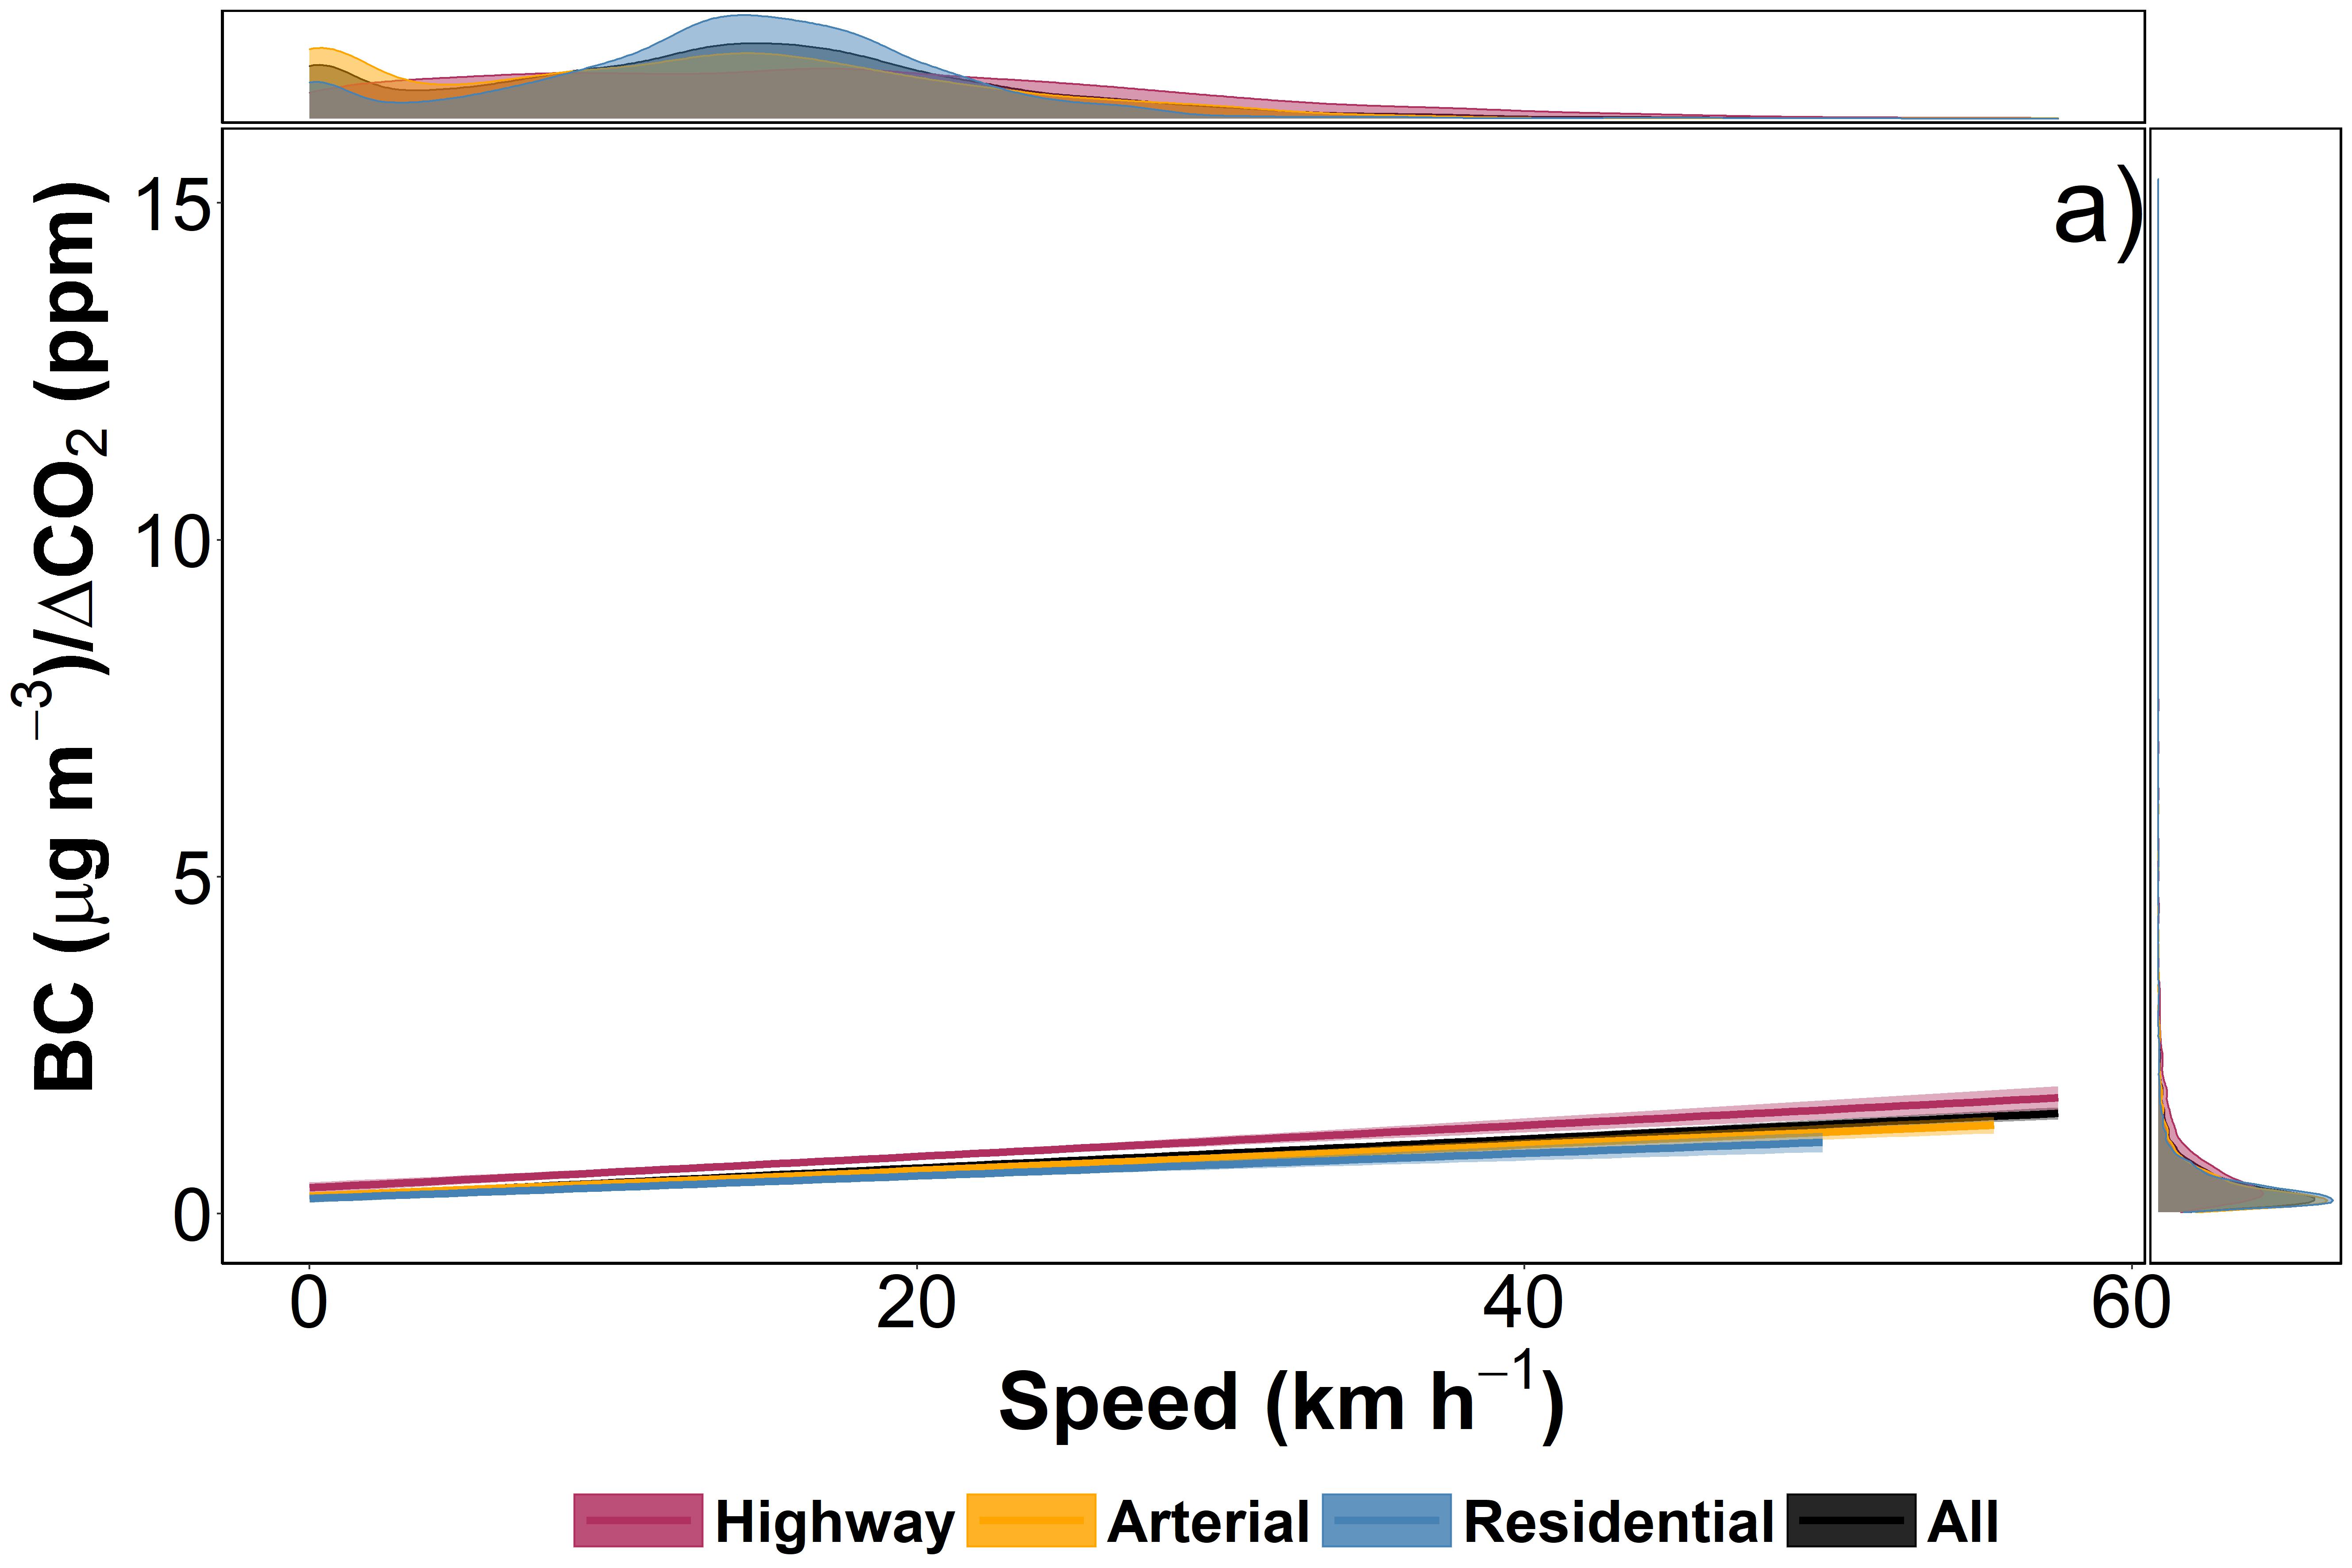 a)
BC (μg m⁻³)/ΔCO₂ (ppm)
15
10
5
0
0 20 40 60
Speed (km h⁻¹)
Highway Arterial Residential All